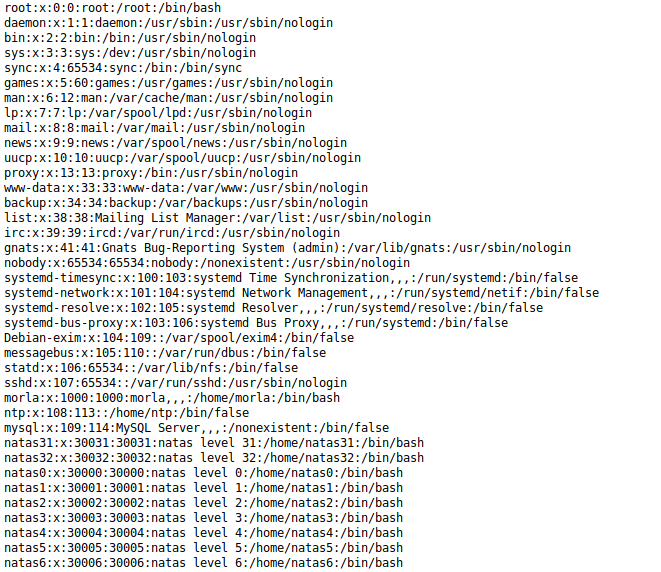 root:x:0:0:root:/root:/bin/bash
daemon:x:1:1:daemon:/usr/sbin:/usr/sbin/nologin
bin:x:2:2:bin:/bin:/usr/sbin/nologin
sys:x:3:3:sys:/dev:/usr/sbin/nologin
sync:x:4:65534:sync:/bin:/bin/sync
games:x:5:60:games:/usr/games:/usr/sbin/nologin
man:x:6:12:man:/var/cache/man:/usr/sbin/nologin
lp:x:7:7:lp:/var/spool/lpd:/usr/sbin/nologin
mail:x:8:8:mail:/var/mail:/usr/sbin/nologin
news:x:9:9:news:/var/spool/news:/usr/sbin/nologin
uucp:x:10:10:uucp:/var/spool/uucp:/usr/sbin/nologin
proxy:x:13:13:proxy:/bin:/usr/sbin/nologin
www-data:x:33:33:www-data:/var/www:/usr/sbin/nologin
backup:x:34:34:backup:/var/backups:/usr/sbin/nologin
list:x:38:38:Mailing List Manager:/var/list:/usr/sbin/nologin
irc:x:39:39:ircd:/var/run/ircd:/usr/sbin/nologin
gnats:x:41:41:Gnats Bug-Reporting System (admin):/var/lib/gnats:/usr/sbin/nologin
nobody:x:65534:65534:nobody:/nonexistent:/usr/sbin/nologin
systemd-timesync:x:100:103:systemd Time Synchronization,,,:/run/systemd:/bin/false
systemd-network:x:101:104:systemd Network Management,,,:/run/systemd/netif:/bin/false
systemd-resolve:x:102:105:systemd Resolver,,,:/run/systemd/resolve:/bin/false
systemd-bus-proxy:x:103:106:systemd Bus Proxy,,,:/run/systemd:/bin/false
Debian-exim:x:104:109::/var/spool/exim4:/bin/false
messagebus:x:105:110::/var/run/dbus:/bin/false
statd:x:106:65534::/var/lib/nfs:/bin/false
sshd:x:107:65534::/var/run/sshd:/usr/sbin/nologin
morla:x:1000:1000:morla,,,:/home/morla:/bin/bash
ntp:x:108:113::/home/ntp:/bin/false
mysql:x:109:114:MySQL Server,,,:/nonexistent:/bin/false
natas31:x:30031:30031:natas level 31:/home/natas31:/bin/bash
natas32:x:30032:30032:natas level 32:/home/natas32:/bin/bash
natas0:x:30000:30000:natas level 0:/home/natas0:/bin/bash
natas1:x:30001:30001:natas level 1:/home/natas1:/bin/bash
natas2:x:30002:30002:natas level 2:/home/natas2:/bin/bash
natas3:x:30003:30003:natas level 3:/home/natas3:/bin/bash
natas4:x:30004:30004:natas level 4:/home/natas4:/bin/bash
natas5:x:30005:30005:natas level 5:/home/natas5:/bin/bash
natas6:x:30006:30006:natas level 6:/home/natas6:/bin/bash